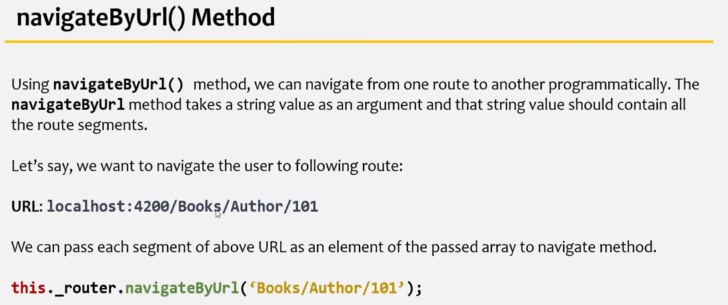 navigateByUrl() Method
Using navigateByUrl() method, we can navigate from one route to another programmatically. The
navigateByUrl method takes a string value as an argument and that string value should contain all
the route segments.
Let's say, we want to navigate the user to following route:
URL: localhost:4200/Books/Author/101
We can pass each segment of above URL as an element of the passed array to navigate method.
this._router.navigateByUrl(‘Books/Author/101’);